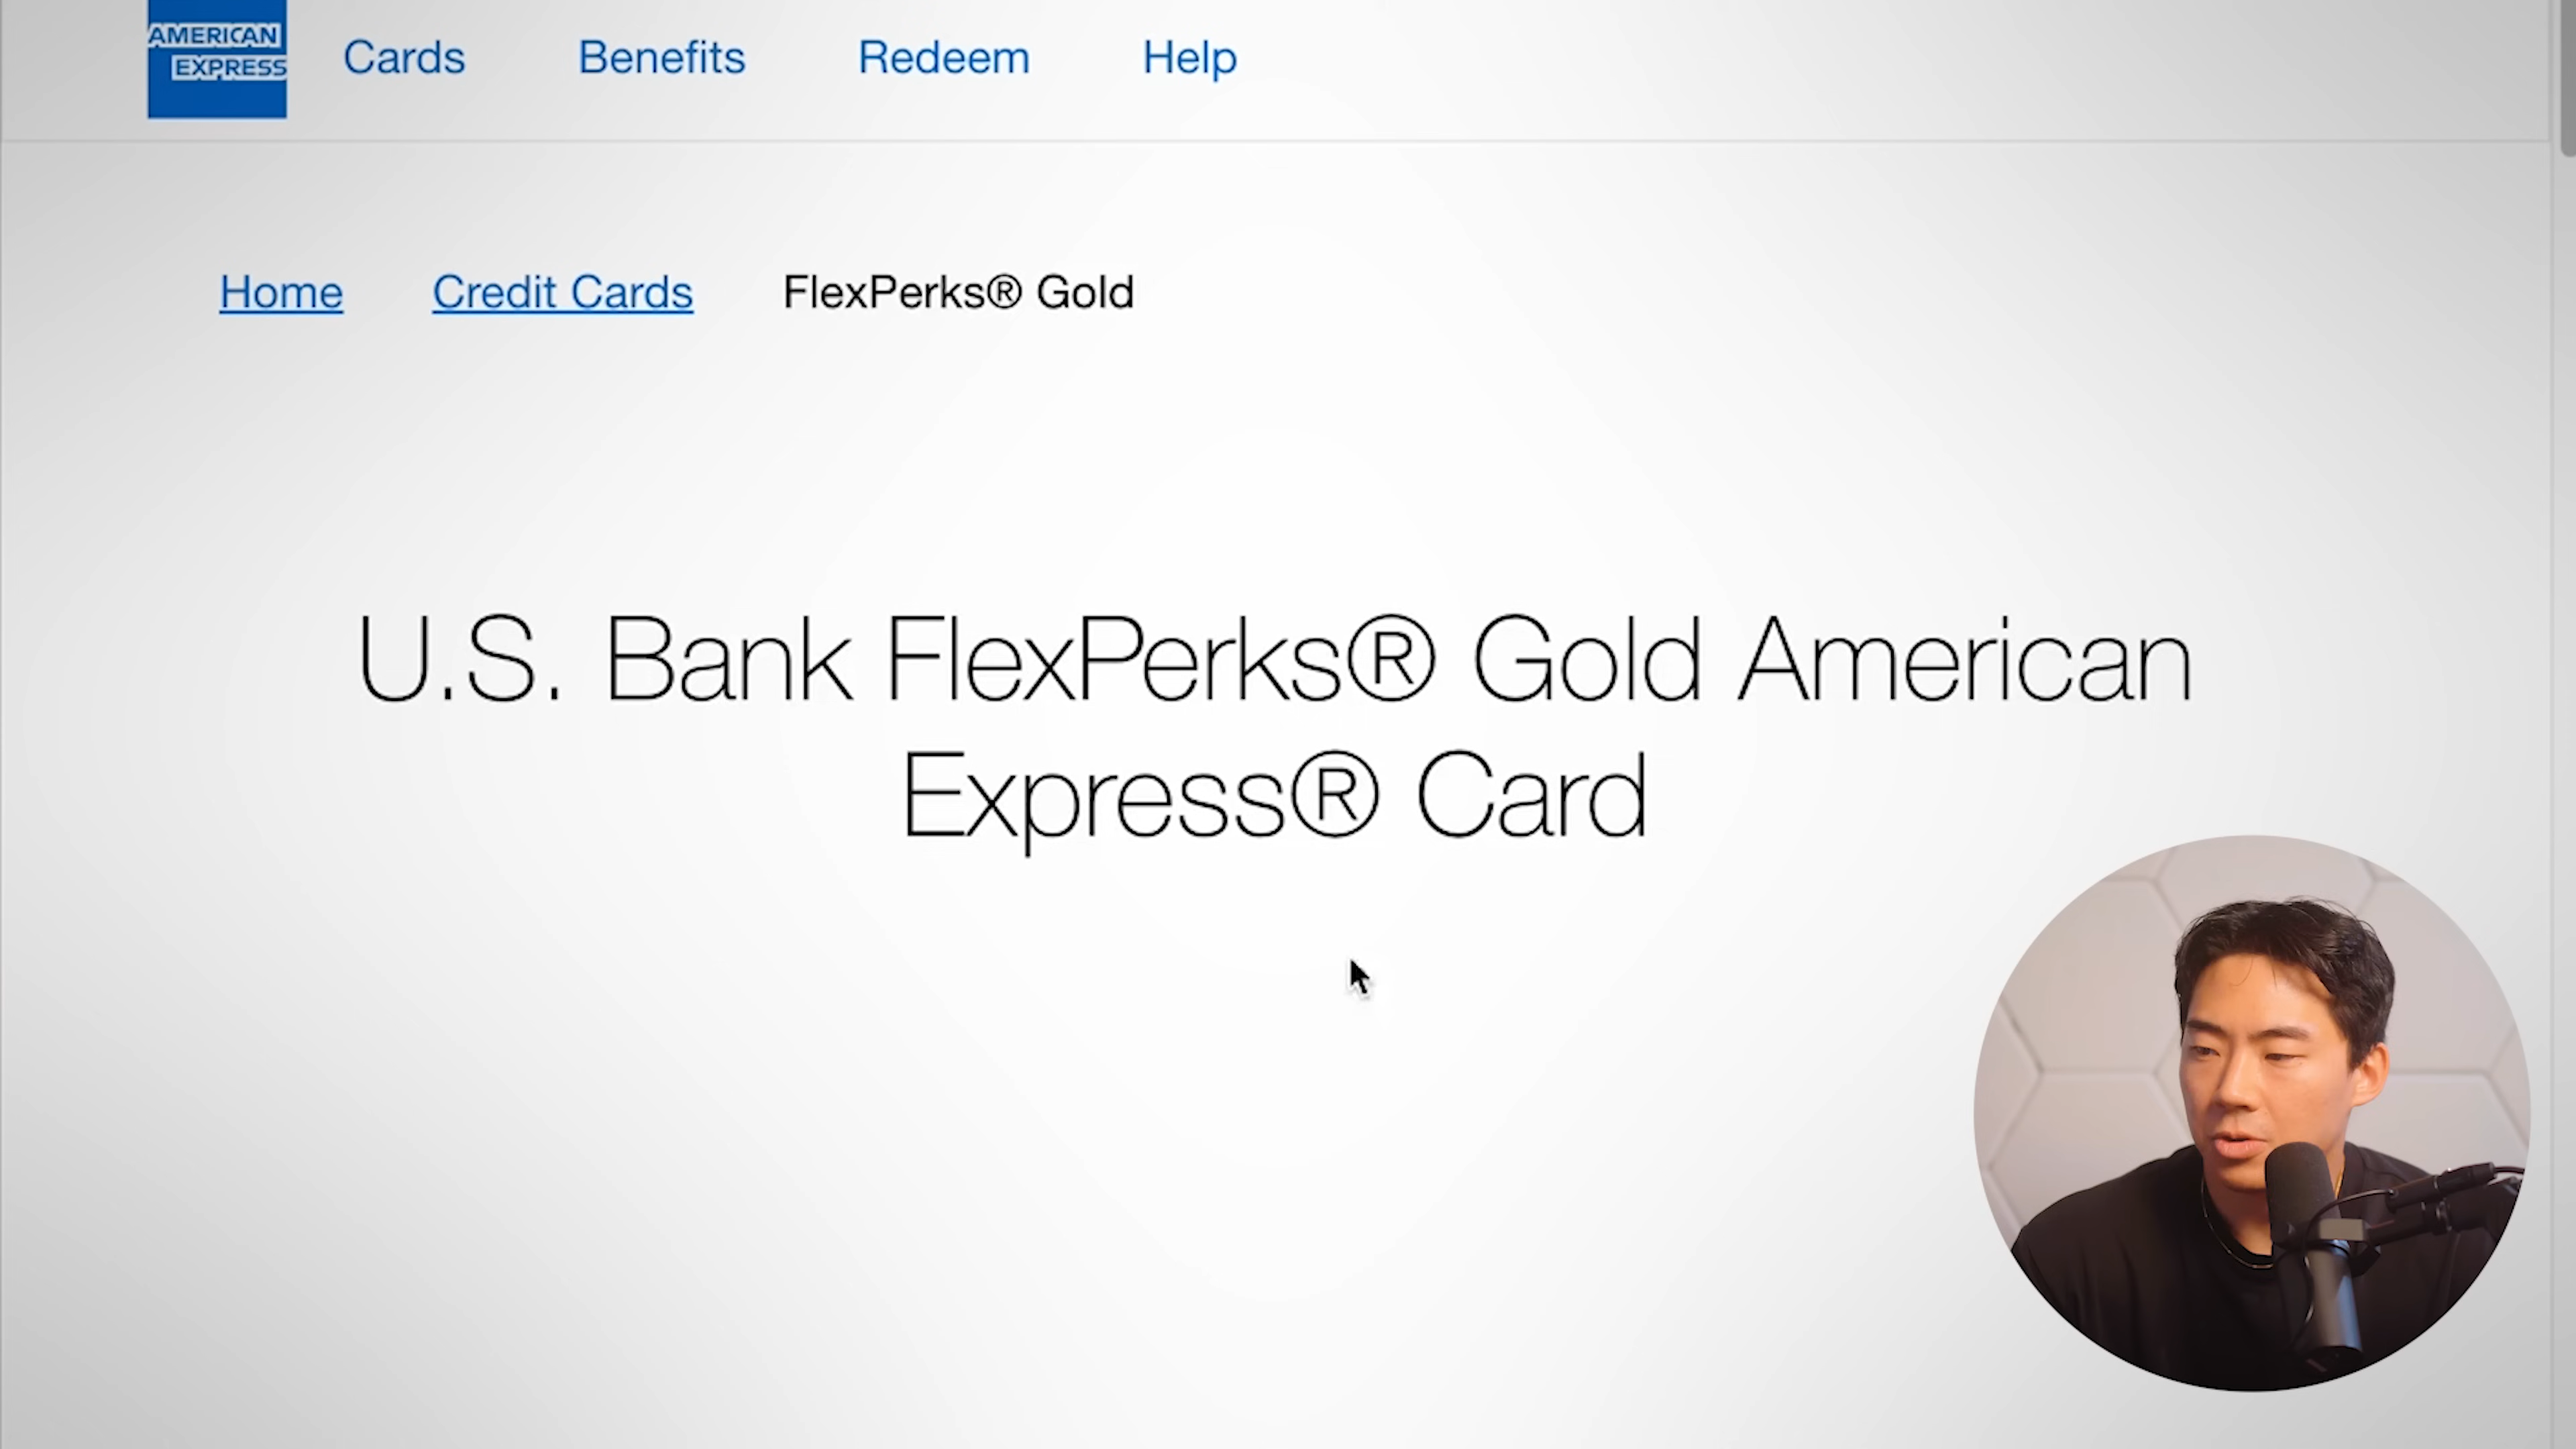 AMERICAN
EXPRESS
Cards Benefits Redeem Help
Home Credit Cards FlexPerks® Gold
U.S. Bank FlexPerks® Gold American
Express® Card